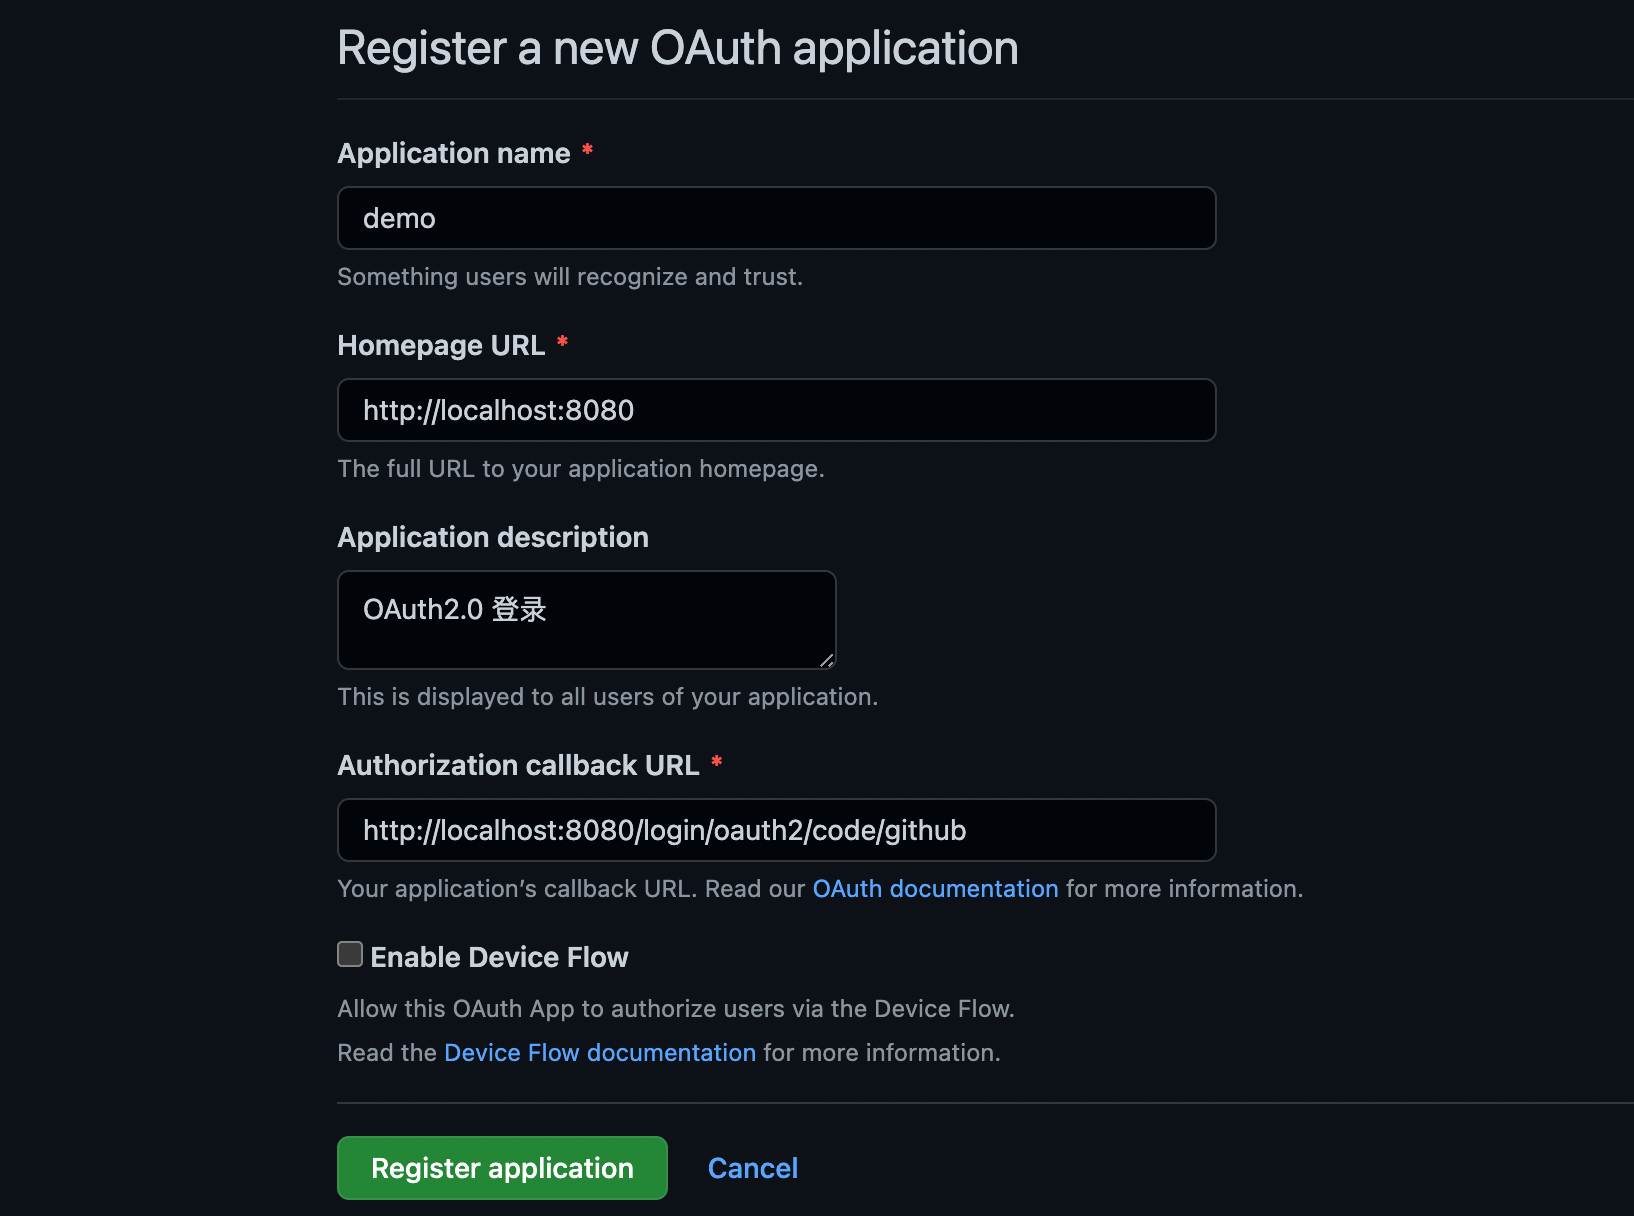 Register a new OAuth application
Application name *
demo
Something users will recognize and trust.
Homepage URL *
http://localhost:8080
The full URL to your application homepage.
Application description
OAuth2.0 登录
This is displayed to all users of your application.
Authorization callback URL *
http://localhost:8080/login/oauth2/code/github
Your application’s callback URL. Read our OAuth documentation for more information.
Enable Device Flow
Allow this OAuth App to authorize users via the Device Flow.
Read the Device Flow documentation for more information.
Register application Cancel